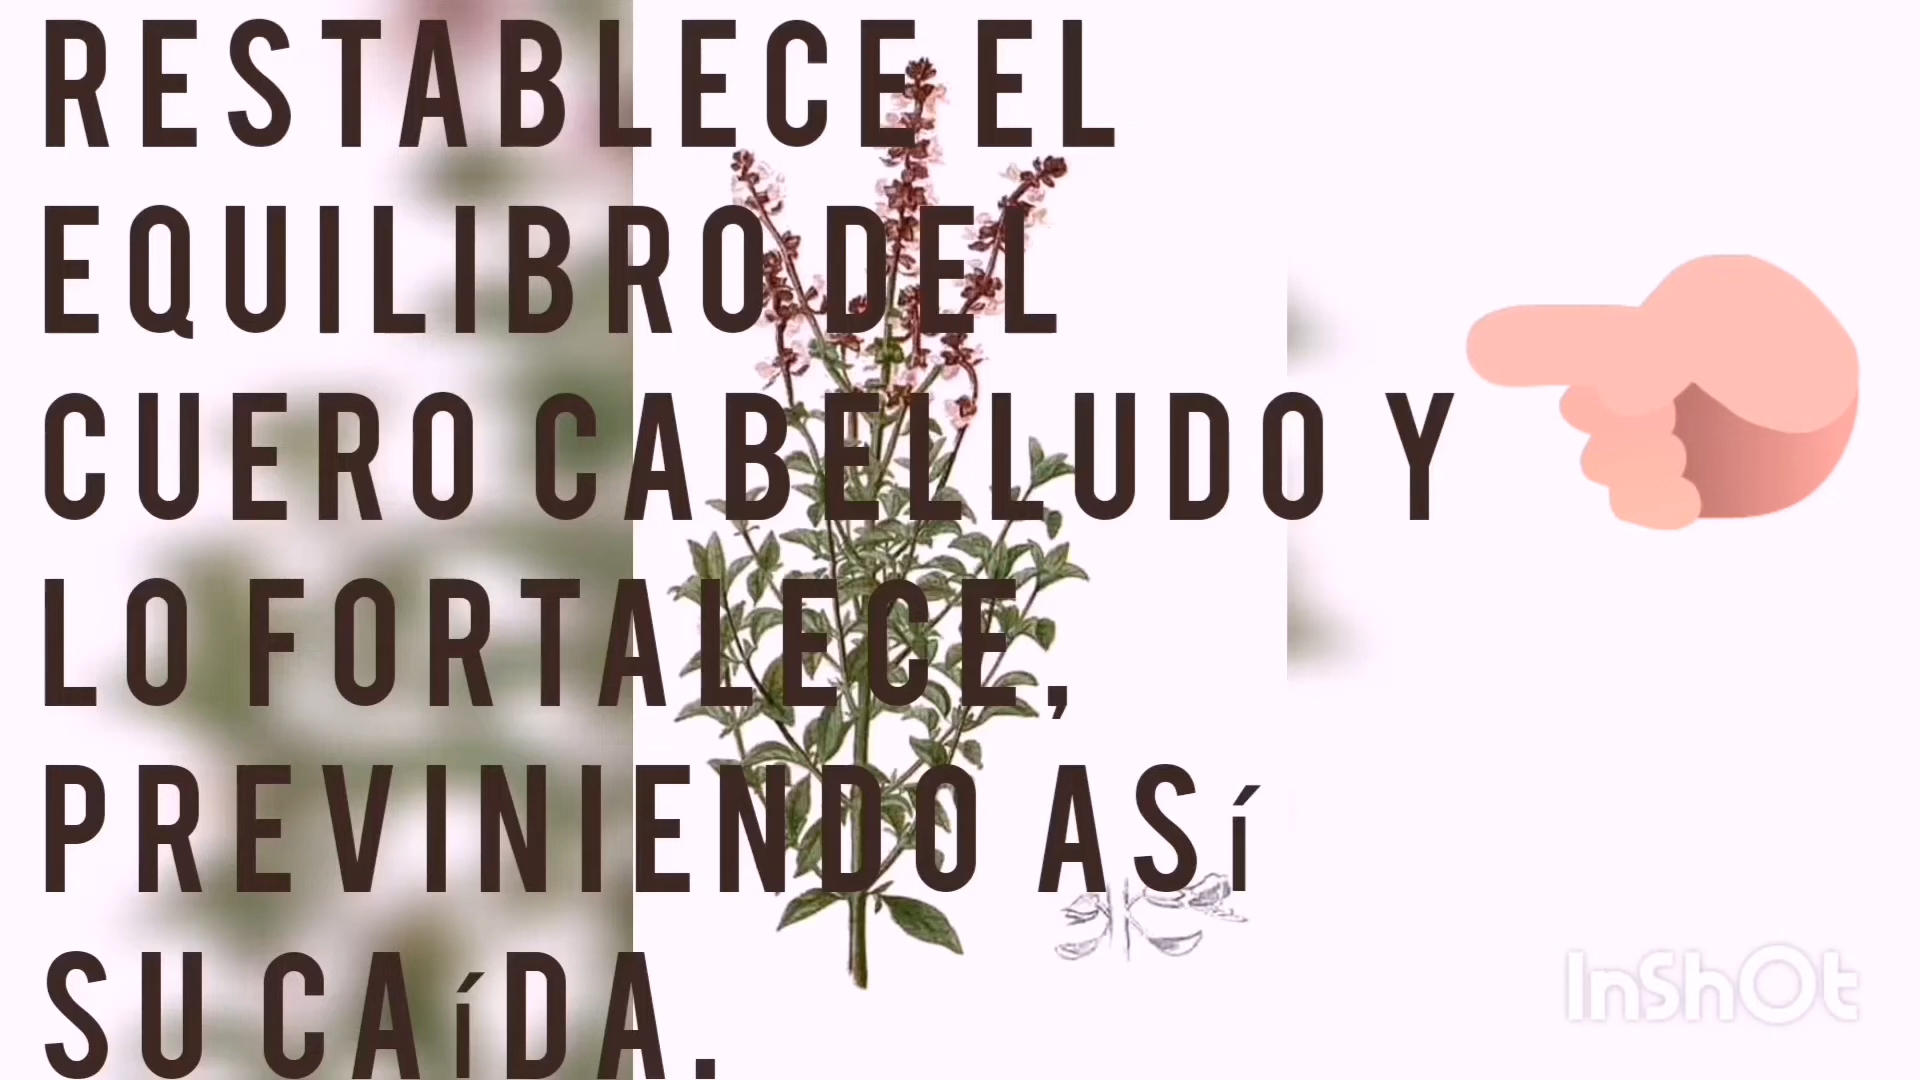 RESTABLECE EL
EQUILIBRO DEL
CUERO CABELLUDO Y
LO FORTALECE,
PREVINIENDO ASí
SU CAíDA.
InShOt